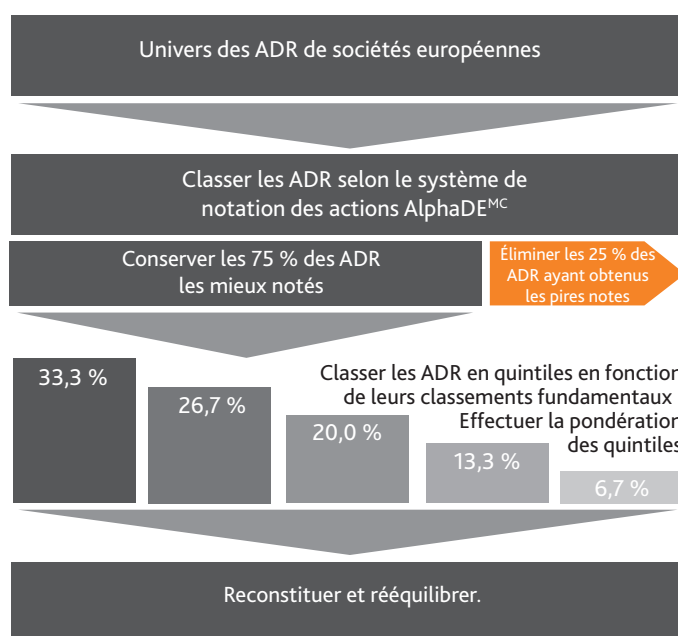 Univers des ADR de sociétés européennes
Classer les ADR selon le système de
notation des actions AlphaDEᴹᶜ
Conserver les 75 % des ADR
les mieux notés
Éliminer les 25 % des
ADR ayant obtenus
les pires notes
33,3 %
26,7 %
20,0 %
13,3 %
6,7 %
Classer les ADR en quintiles en fonction
de leurs classements fundamentaux
Effectuer la pondération
des quintiles
Reconstituer et rééquilibrer.